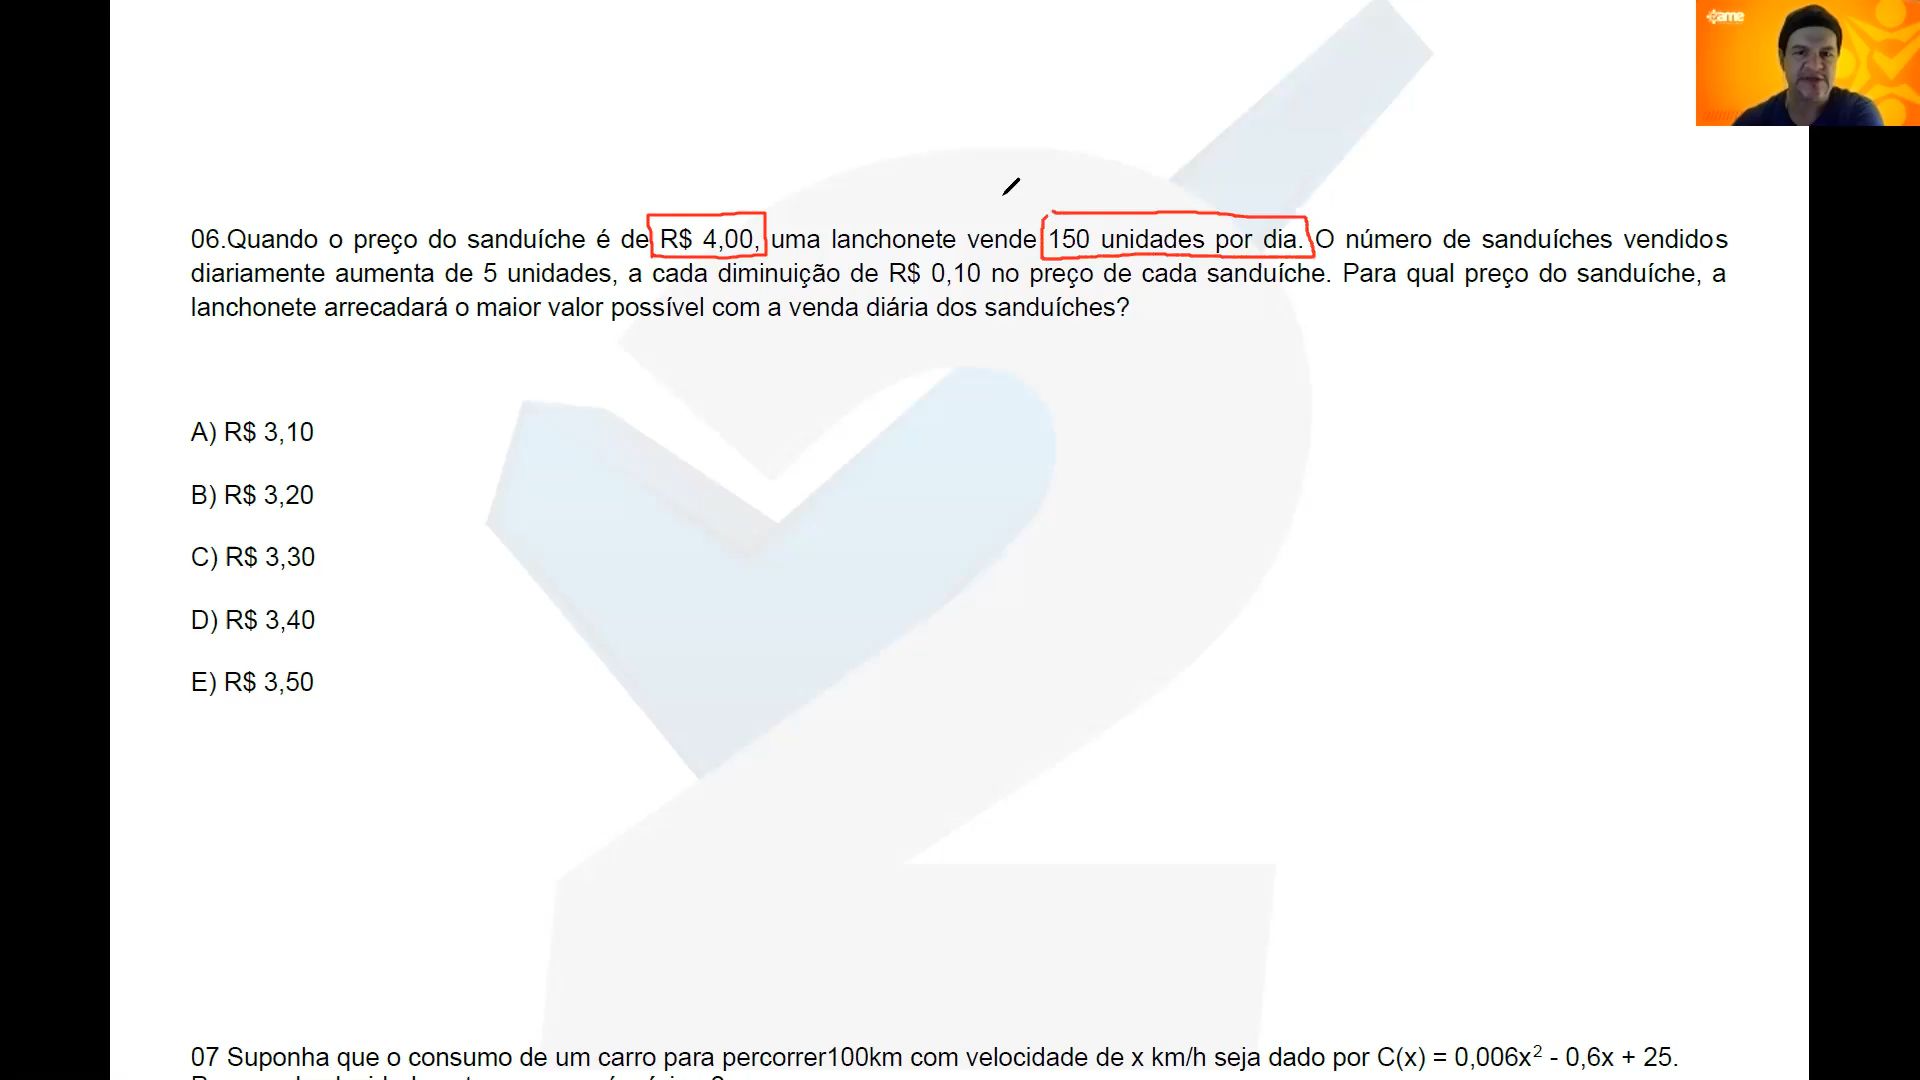 came
06.Quando o preço do sanduíche é de R$ 4,00, uma lanchonete vende 150 unidades por dia. O número de sanduíches vendidos
diariamente aumenta de 5 unidades, a cada diminuição de R$ 0,10 no preço de cada sanduíche. Para qual preço do sanduíche, a
lanchonete arrecadará o maior valor possível com a venda diária dos sanduíches?
A) R$ 3,10
B) R$ 3,20
C) R$ 3,30
D) R$ 3,40
E) R$ 3,50
07 Suponha que o consumo de um carro para percorrer100km com velocidade de x km/h seja dado por C(x) = 0,006x² - 0,6x + 25.